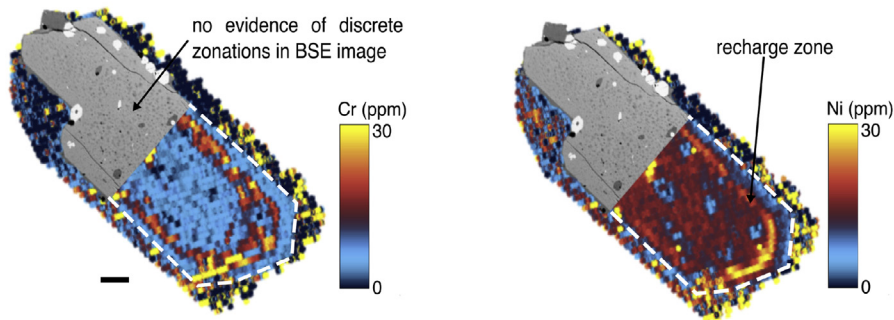 no evidence of discrete
zonations in BSE image
Cr (ppm)
30
0
recharge zone
Ni (ppm)
30
0